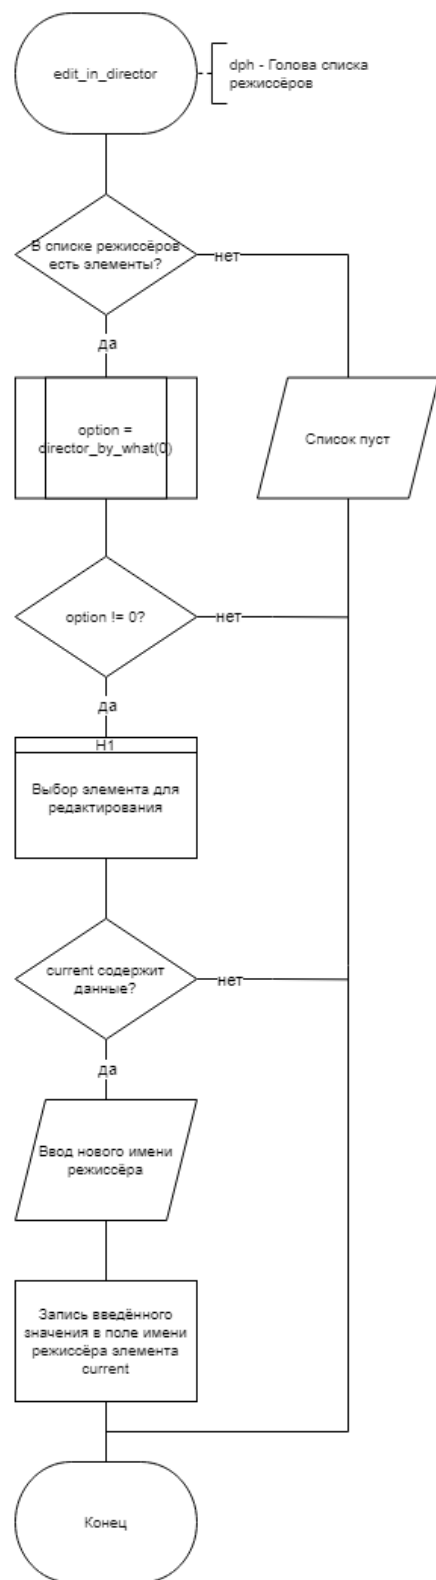 edit_in_director
dph - Голова списка
режиссёров
В списке режиссёров
есть элементы?
нет
да
option =
director_by_what(0)
Список пуст
option != 0?
нет
да
H1
Выбор элемента для
редактирования
current содержит
данные?
нет
да
Ввод нового имени
режиссёра
Запись введённого
значения в поле имени
режиссёра элемента
current
Конец